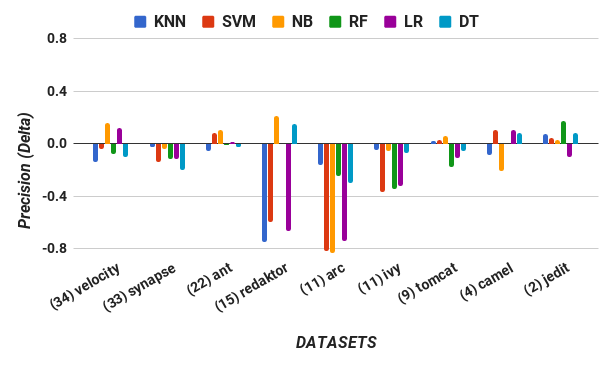 KNN SVM NB RF LR DT
0.8
0.4
0.0
-0.4
-0.8
Precision (Delta)
(34) velocity
(33) synapse
(22) ant
(15) redaktor
(11) arc
(11) ivy
(9) tomcat
(4) camel
(2) jedit
DATASETS